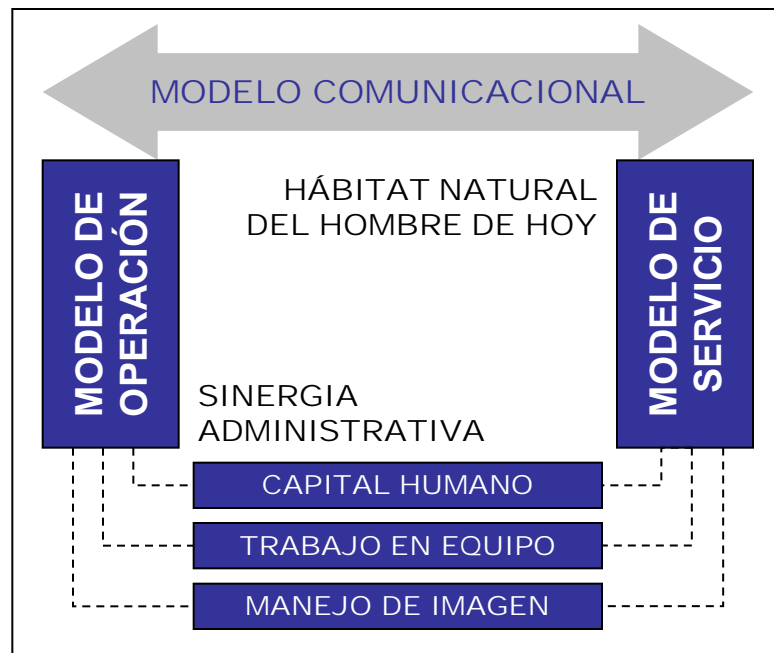 MODELO COMUNICACIONAL
MODELO DE
OPERACIÓN
HÁBITAT NATURAL
DEL HOMBRE DE HOY
MODELO DE
SERVICIO
SINERGIA
ADMINISTRATIVA
CAPITAL HUMANO
TRABAJO EN EQUIPO
MANEJO DE IMAGEN